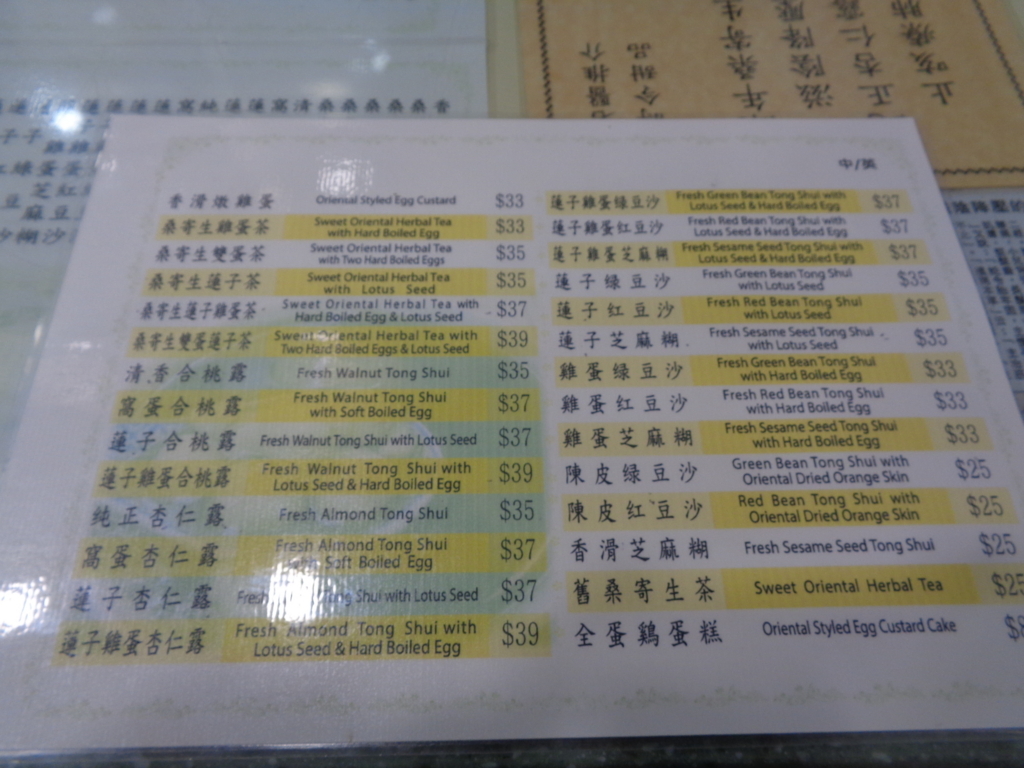 中/英
香滑燉雞蛋 Oriental Styled Egg Custard $33
桑寄生雞蛋茶 Sweet Oriental Herbal Tea with Hard Boiled Egg $33
桑寄生雙蛋茶 Sweet Oriental Herbal Tea with Two Hard Boiled Eggs $35
桑寄生蓮子茶 Sweet Oriental Herbal Tea with Lotus Seed $35
桑寄生蓮子雞蛋茶 Sweet Oriental Herbal Tea with Hard Boiled Egg & Lotus Seed $37
桑寄生雙蛋蓮子茶 Sweet Oriental Herbal Tea with Two Hard Boiled Eggs & Lotus Seed $39
清香合桃露 Fresh Walnut Tong Shui $35
窩蛋合桃露 Fresh Walnut Tong Shui with Soft Boiled Egg $37
蓮子合桃露 Fresh Walnut Tong Shui with Lotus Seed $37
蓮子雞蛋合桃露 Fresh Walnut Tong Shui with Lotus Seed & Hard Boiled Egg $39
纯正杏仁露 Fresh Almond Tong Shui $35
窩蛋杏仁露 Fresh Almond Tong Shui with Soft Boiled Egg $37
蓮子杏仁露 Fresh Tong Shui with Lotus Seed $37
蓮子雞蛋杏仁露 Fresh Almond Tong Shui with Lotus Seed & Hard Boiled Egg $39
蓮子雞蛋绿豆沙 Fresh Green Bean Tong Shui with Lotus Seed & Hard Boiled Egg $37
蓮子雞蛋红豆沙 Fresh Red Bean Tong Shui with Lotus Seed & Hard Boiled Egg $37
蓮子雞蛋芝麻糊 Fresh Sesame Seed Tong Shui with Lotus Seed & Hard Boiled Egg $37
蓮子绿豆沙 Fresh Green Bean Tong Shui with Lotus Seed $35
蓮子红豆沙 Fresh Red Bean Tong Shui with Lotus Seed $35
蓮子芝麻糊 Fresh Sesame Seed Tong Shui with Lotus Seed $35
雞蛋绿豆沙 Fresh Green Bean Tong Shui with Hard Boiled Egg $33
雞蛋红豆沙 Fresh Red Bean Tong Shui with Hard Boiled Egg $33
雞蛋芝麻糊 Fresh Sesame Seed Tong Shui with Hard Boiled Egg $33
陳皮绿豆沙 Green Bean Tong Shui with Oriental Dried Orange Skin $25
陳皮红豆沙 Red Bean Tong Shui with Oriental Dried Orange Skin $25
香滑芝麻糊 Fresh Sesame Seed Tong Shui $25
舊桑寄生茶 Sweet Oriental Herbal Tea $25
全蛋鷄蛋糕 Oriental Styled Egg Custard Cake $8